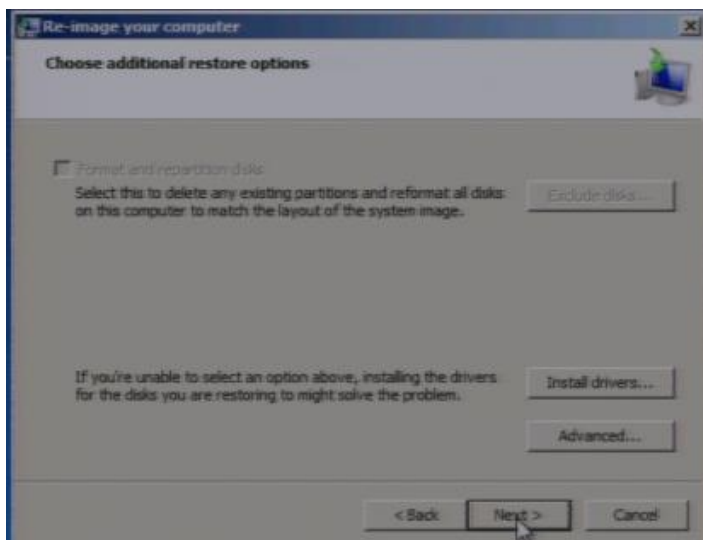 Re-image your computer
Choose additional restore options
Format and repartition disks
Select this to delete any existing partitions and reformat all disks
on this computer to match the layout of the system image.
Exclude disks...
If you're unable to select an option above, installing the drivers
for the disks you are restoring to might solve the problem.
Install drivers...
Advanced...
< Back
Next >
Cancel